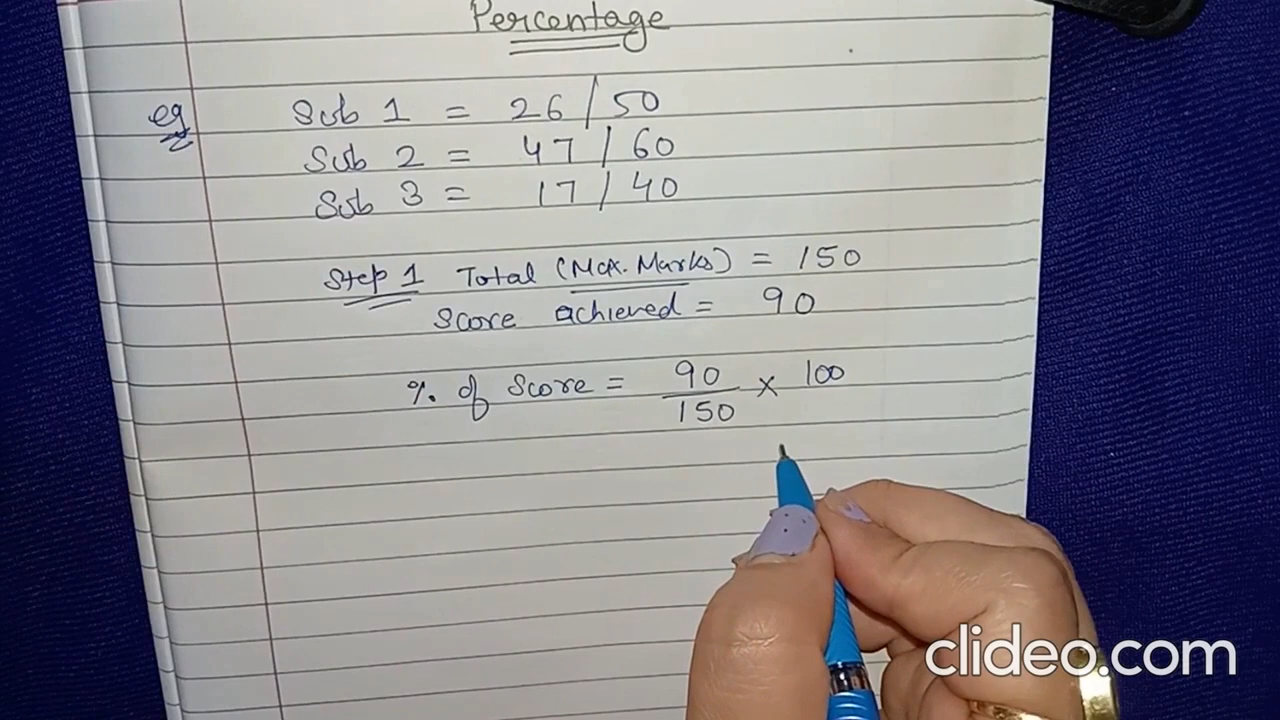 Percentage
eg Sub 1 = 26/50
Sub 2 = 47/60
Sub 3 = 17/40
Step 1 Total (Max. Marks) = 150
Score achieved = 90
%. of Score = 90/150 × 100
clideo.com